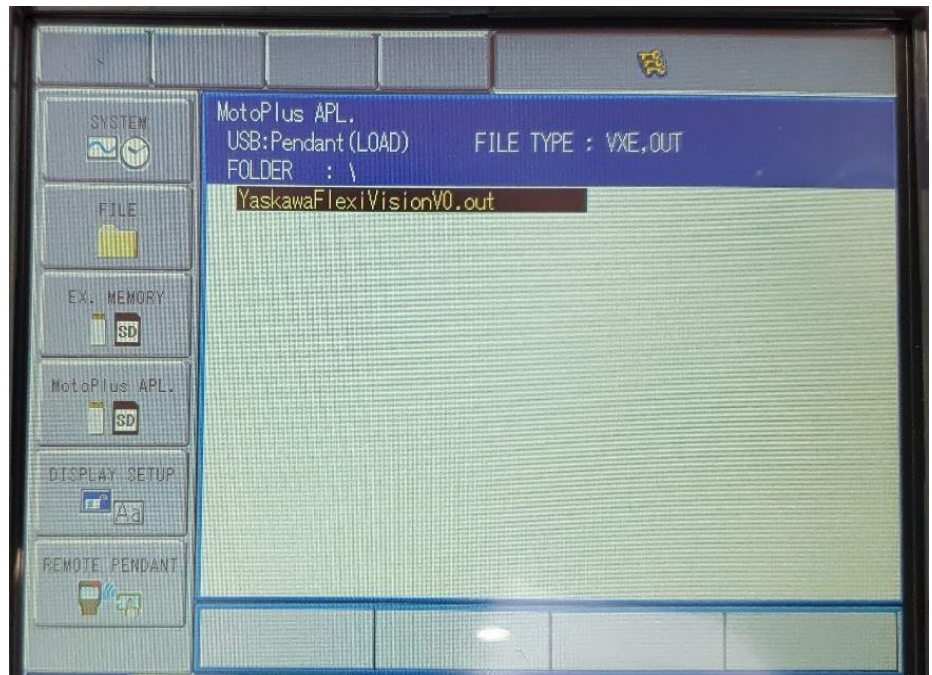 SYSTEM
FILE
EX. MEMORY
SD
MotoPlus APL.
SD
DISPLAY SETUP
Aa
REMOTE PENDANT
MotoPlus APL.
USB:Pendant(LOAD) FILE TYPE : VXE,OUT
FOLDER : \
YaskawaFlexiVisionV0.out